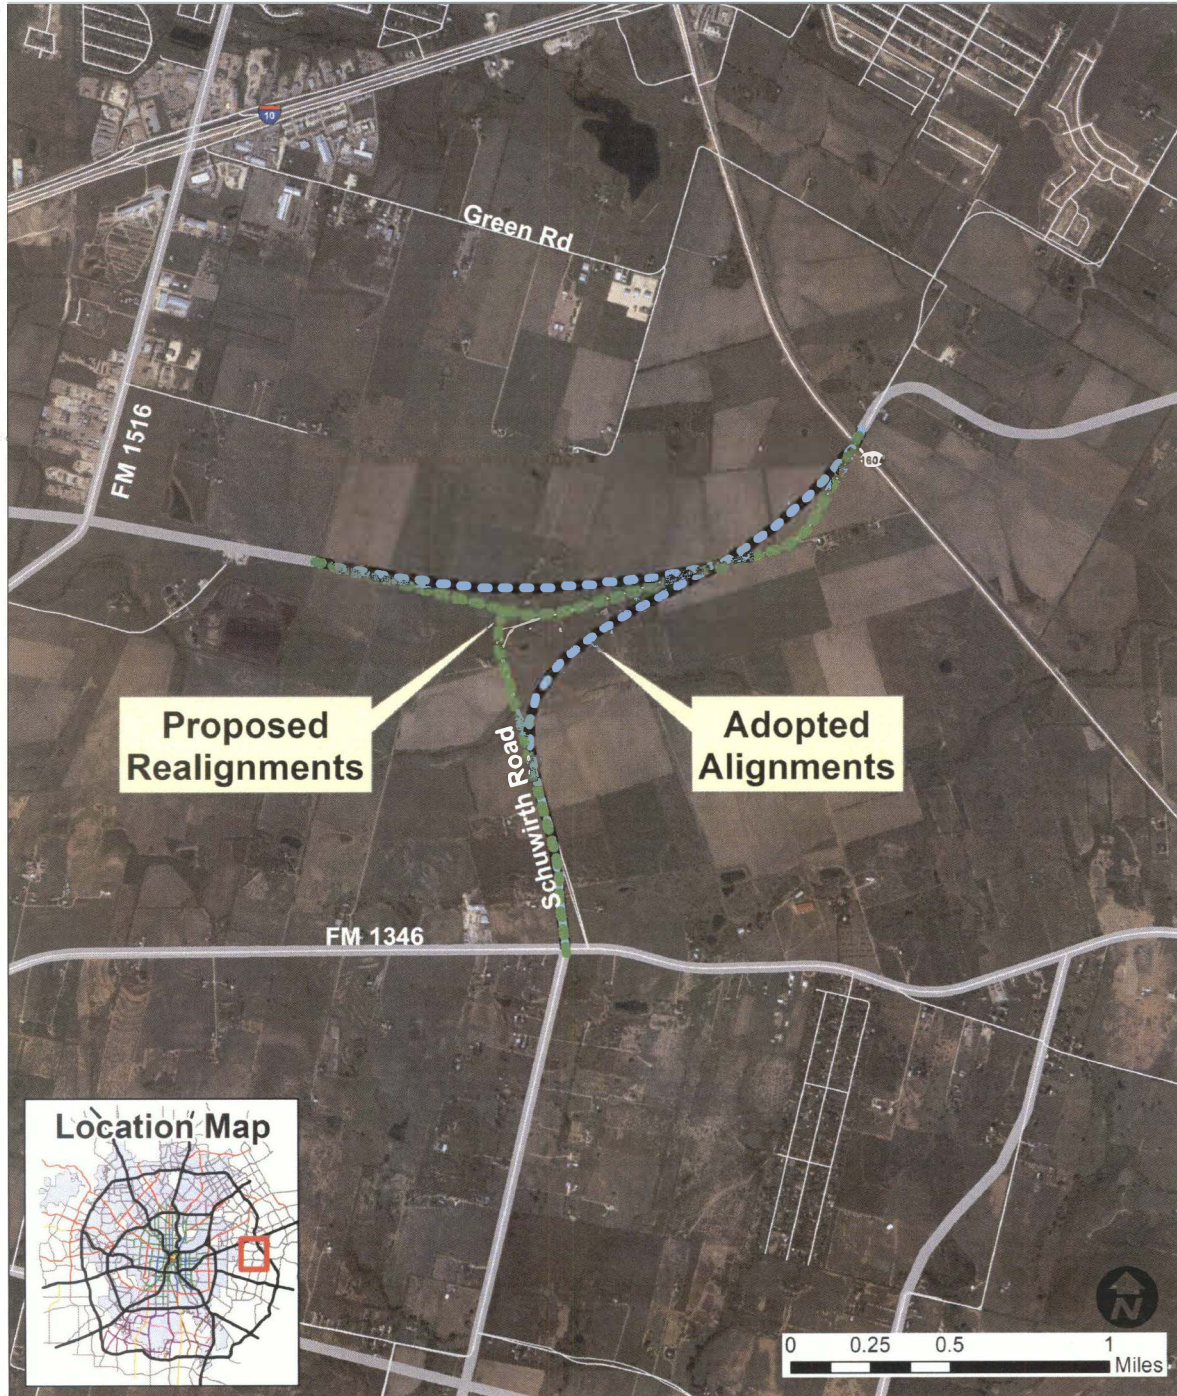 10
Green Rd
FM 1516
1604
Proposed
Realignments
Adopted
Alignments
Schuwirth Road
FM 1346
Location Map
N
0 0.25 0.5 1
Miles